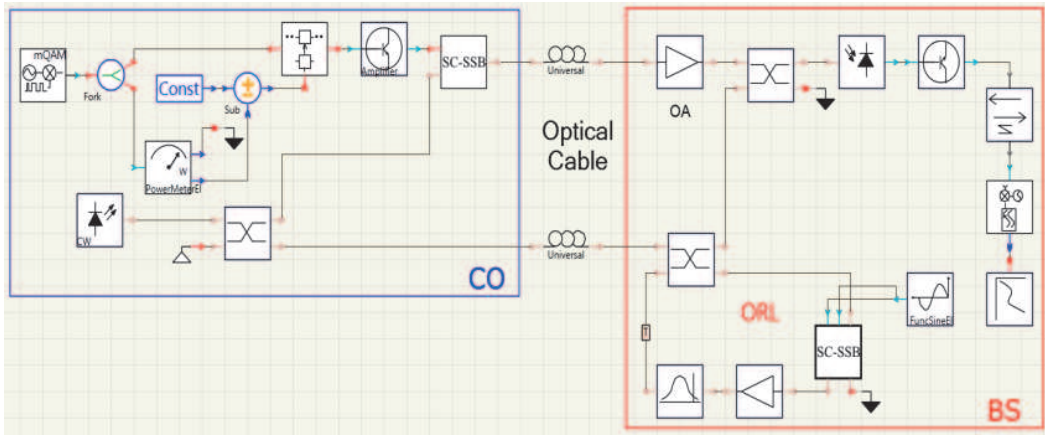 mQAM
Fork
Const
Sub
W
PowerMeterEl
CW
Amplifier
SC-SSB
CO
Universal
Optical
Cable
Universal
OA
ORL
T
FuncSineEl
SC-SSB
BS